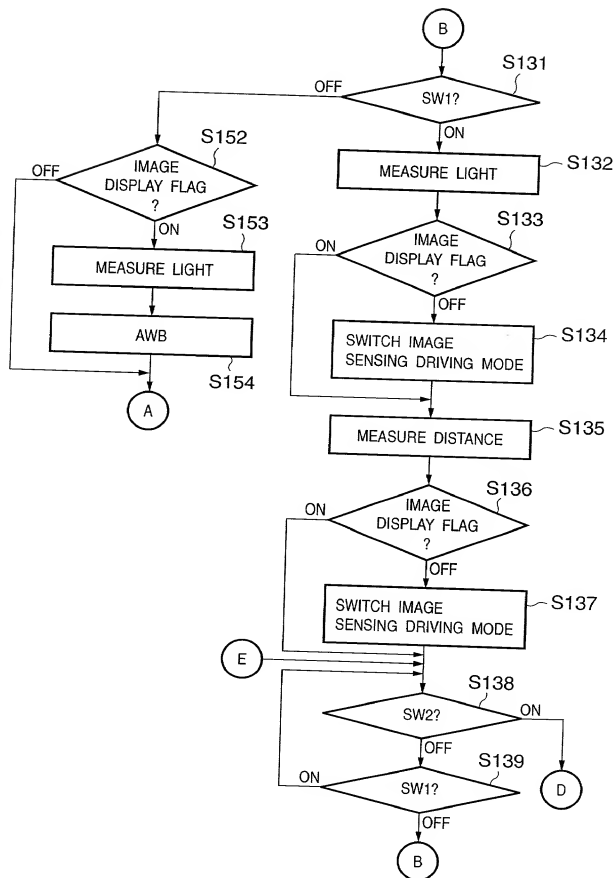 B
S131
OFF
SW1?
ON
S152
OFF
IMAGE
DISPLAY FLAG
?
ON
MEASURE LIGHT
S132
S133
ON
IMAGE
DISPLAY FLAG
?
OFF
S153
MEASURE LIGHT
AWB
S154
A
SWITCH IMAGE
SENSING DRIVING MODE
S134
MEASURE DISTANCE
S135
S136
ON
IMAGE
DISPLAY FLAG
?
OFF
SWITCH IMAGE
SENSING DRIVING MODE
S137
E
S138
SW2?
ON
OFF
S139
ON
SW1?
D
OFF
B